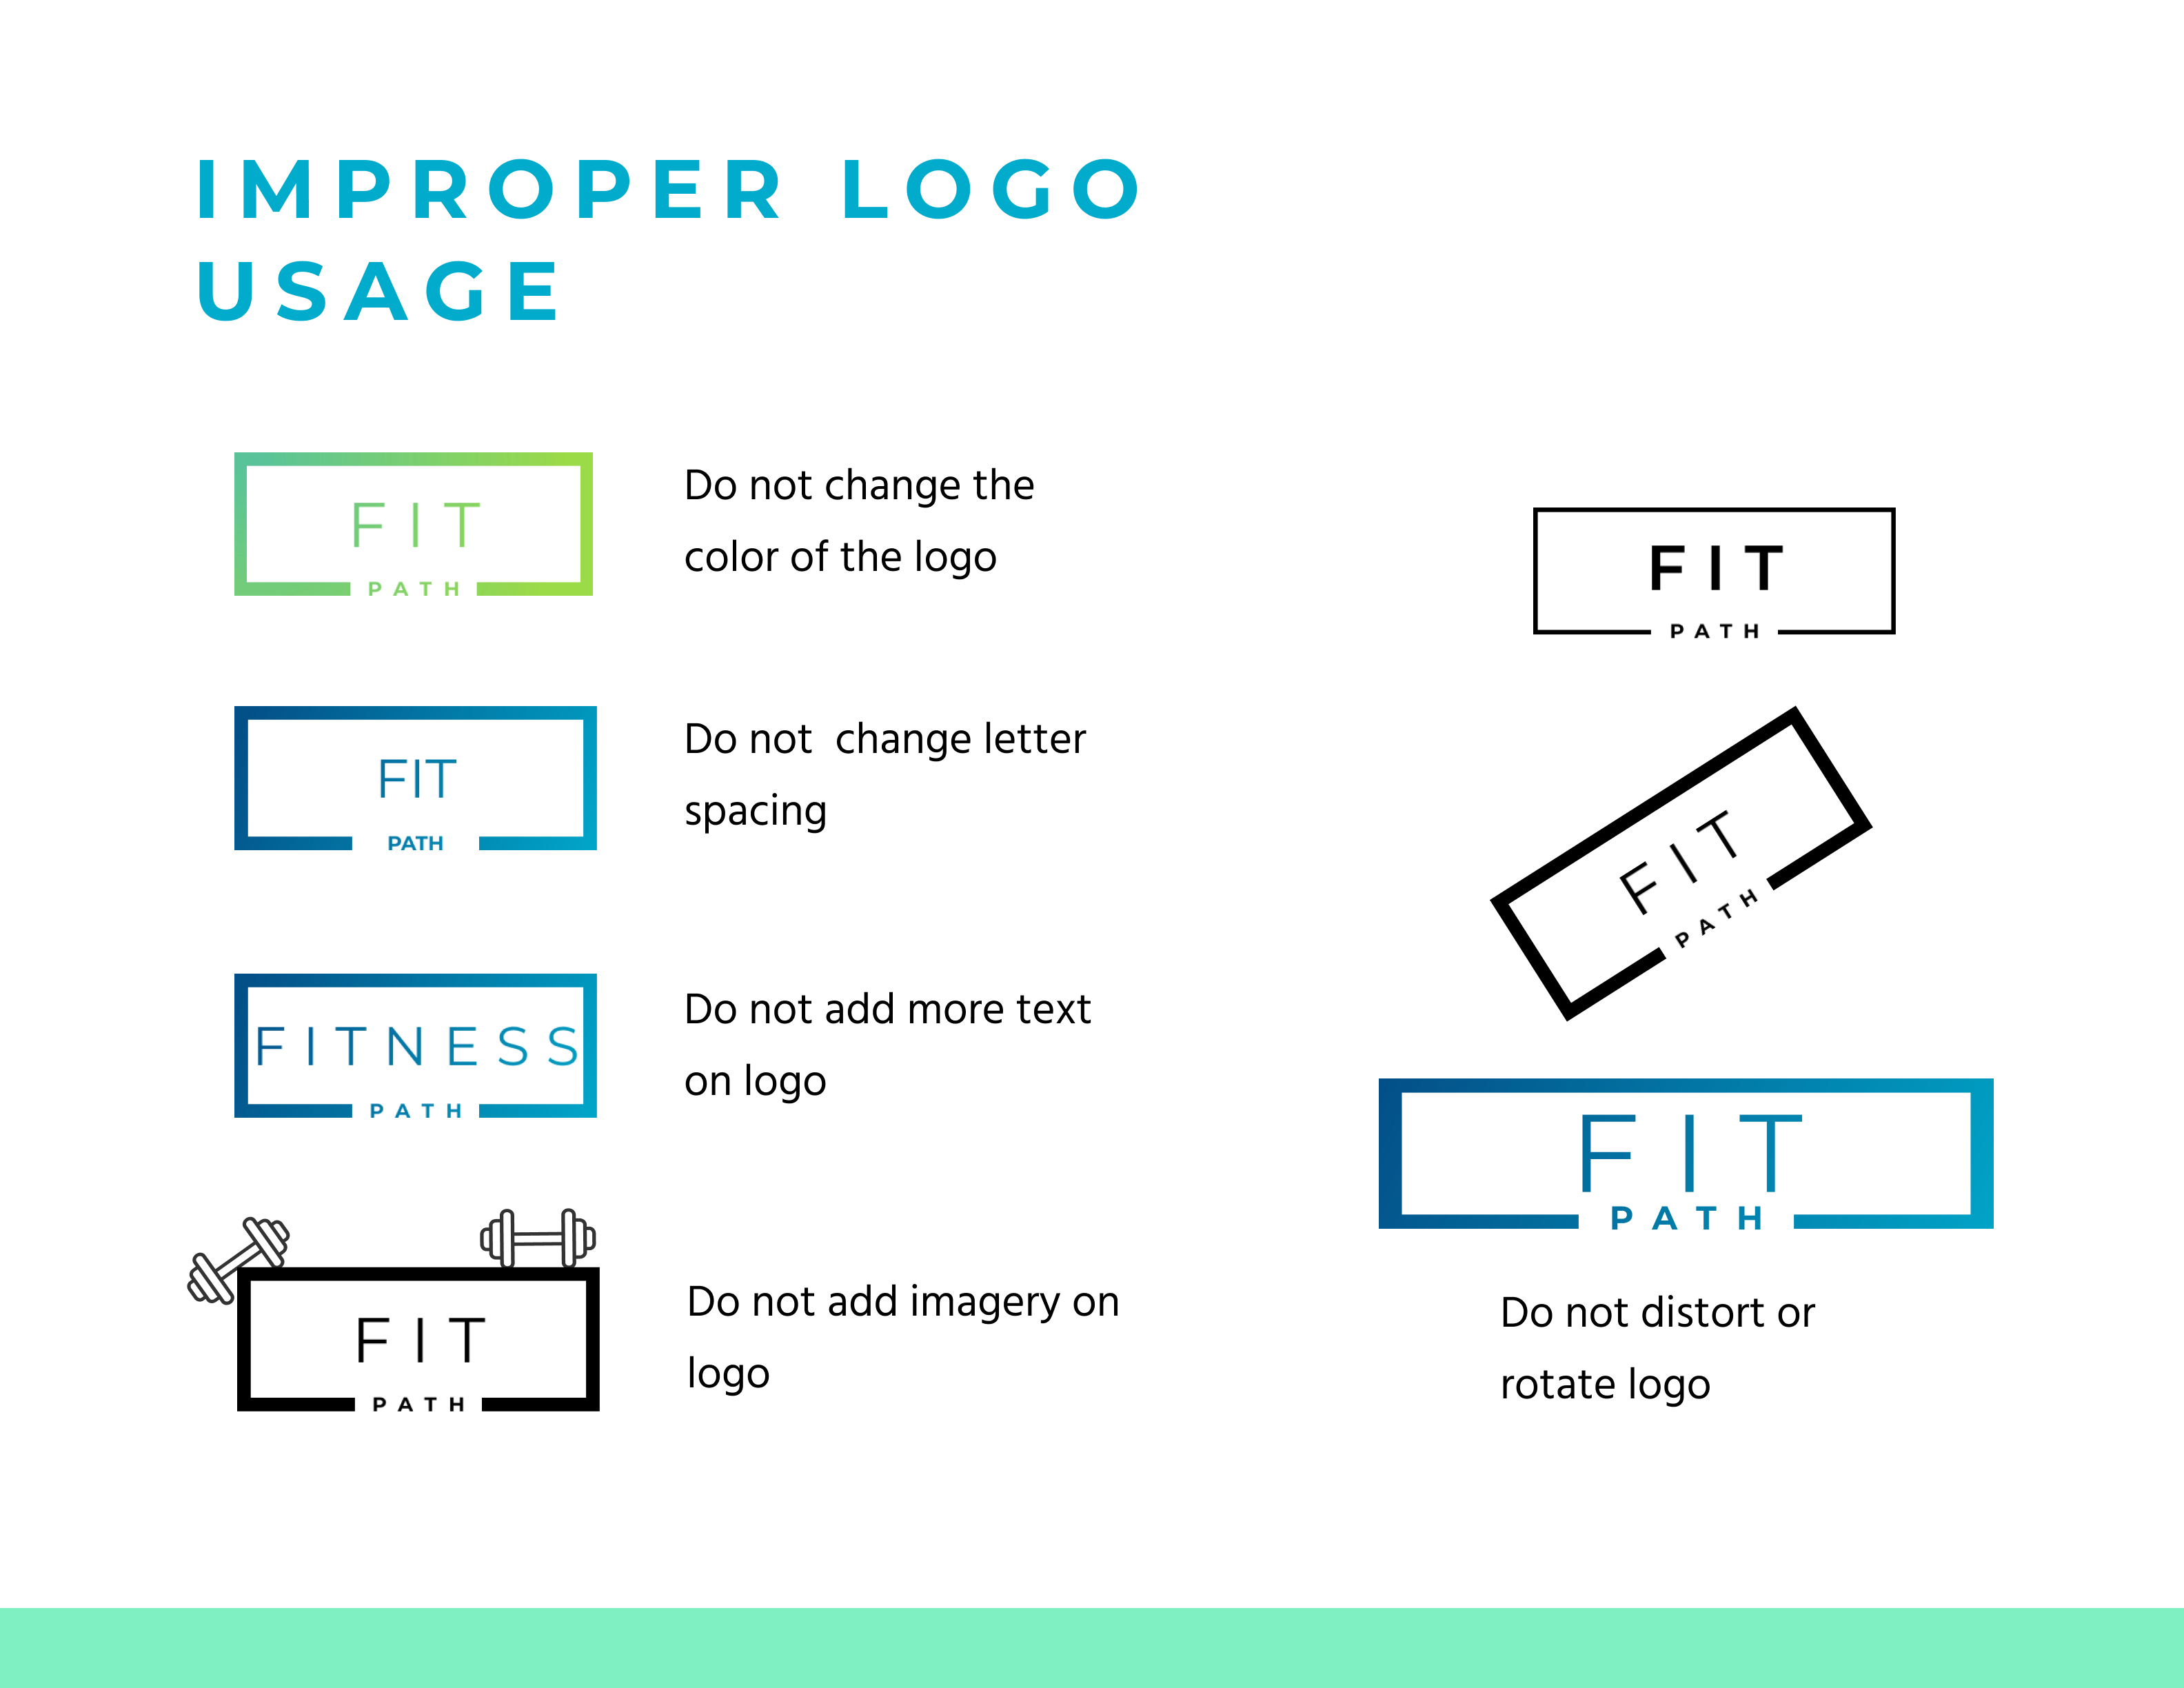 IMPROPER LOGO
USAGE
FIT
PATH
Do not change the
color of the logo
FIT
PATH
Do not  change letter
spacing
FITNESS
PATH
Do not add more text
on logo
FIT
PATH
Do not add imagery on
logo
FIT
PATH
FIT
PATH
FIT
PATH
Do not distort or
rotate logo